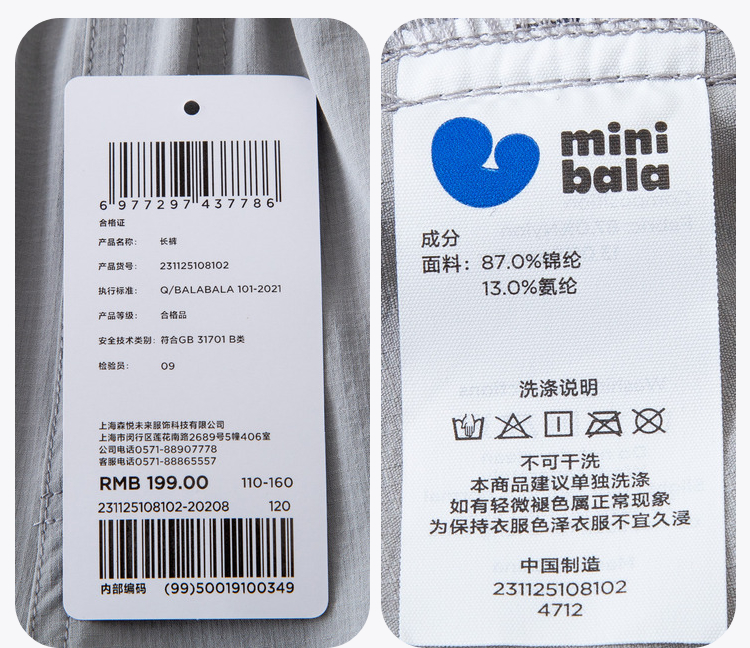 6 977297 437786
合格证
产品名称: 长裤
产品货号: 231125108102
执行标准: Q/BALABALA 101-2021
产品等级: 合格品
安全技术类别: 符合GB 31701 B类
检验员: 09
上海森悦未来服饰科技有限公司
上海市闵行区莲花南路2689号5幢406室
公司电话0571-88907778
客服电话0571-88865557
RMB 199.00 110-160
231125108102-20208 120
内部编码 (99)50019100349
mini
bala
成分
面料: 87.0%锦纶
13.0%氨纶
洗涤说明
不可干洗
本商品建议单独洗涤
如有轻微褪色属正常现象
为保持衣服色泽衣服不宜久浸
中国制造
231125108102
4712